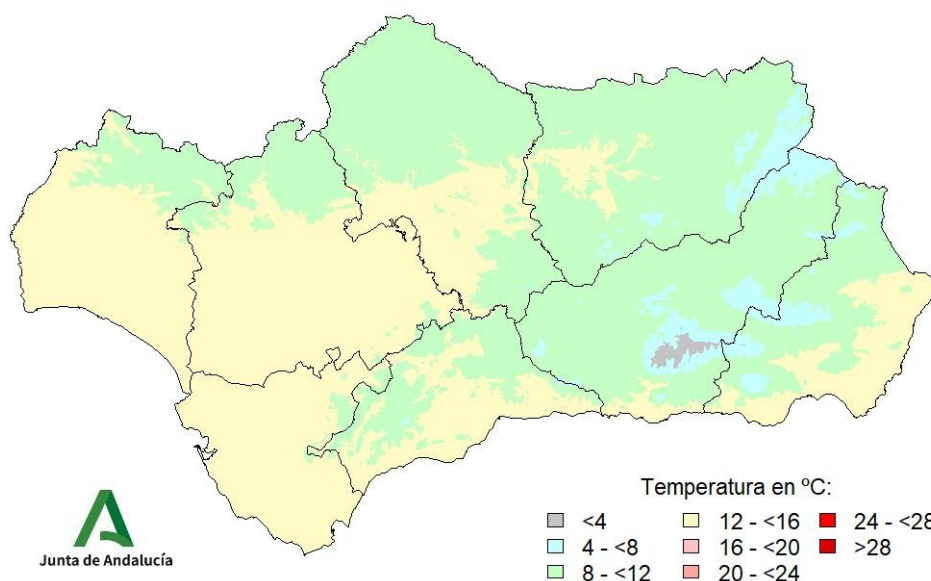 Temperatura en ºC:
<4
12 - <16
24 - <28
4 - <8
16 - <20
>28
8 - <12
20 - <24
Junta de Andalucía